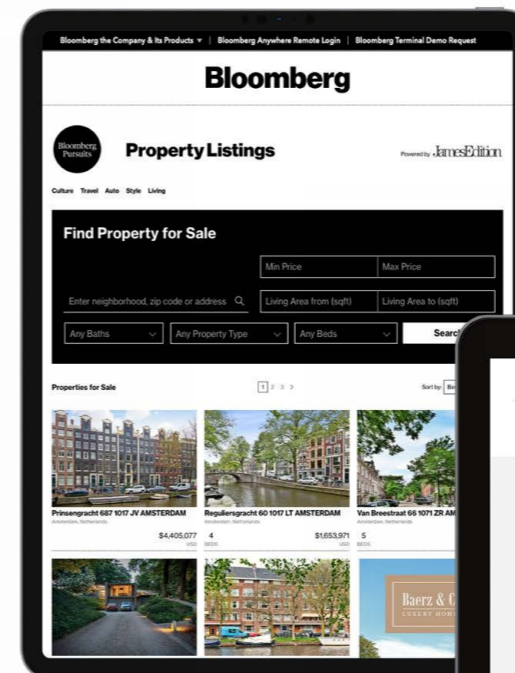 Bloomberg the Company & Its Products ▾ | Bloomberg Anywhere Remote Login | Bloomberg Terminal Demo Request
Bloomberg
Bloomberg
Pursuits
Property Listings
Powered by JamesEdition
Culture Travel Auto Style Living
Find Property for Sale
Min Price Max Price
Enter neighborhood, zip code or address Living Area from (sqft) Living Area to (sqft)
Any Baths Any Property Type Any Beds Search
Properties for Sale 1 2 3 > Sort by: Be
Prinsengracht 687 1017 JV AMSTERDAM Reguliersgracht 60 1017 LT AMSTERDAM Van Breestraat 66 1071 ZR AM
Amsterdam, Netherlands Amsterdam, Netherlands Amsterdam, Netherlands
$4,405,077 4 $1,653,971 5
USD BEDS USD BEDS
Baerz & C
LUXURY HOM